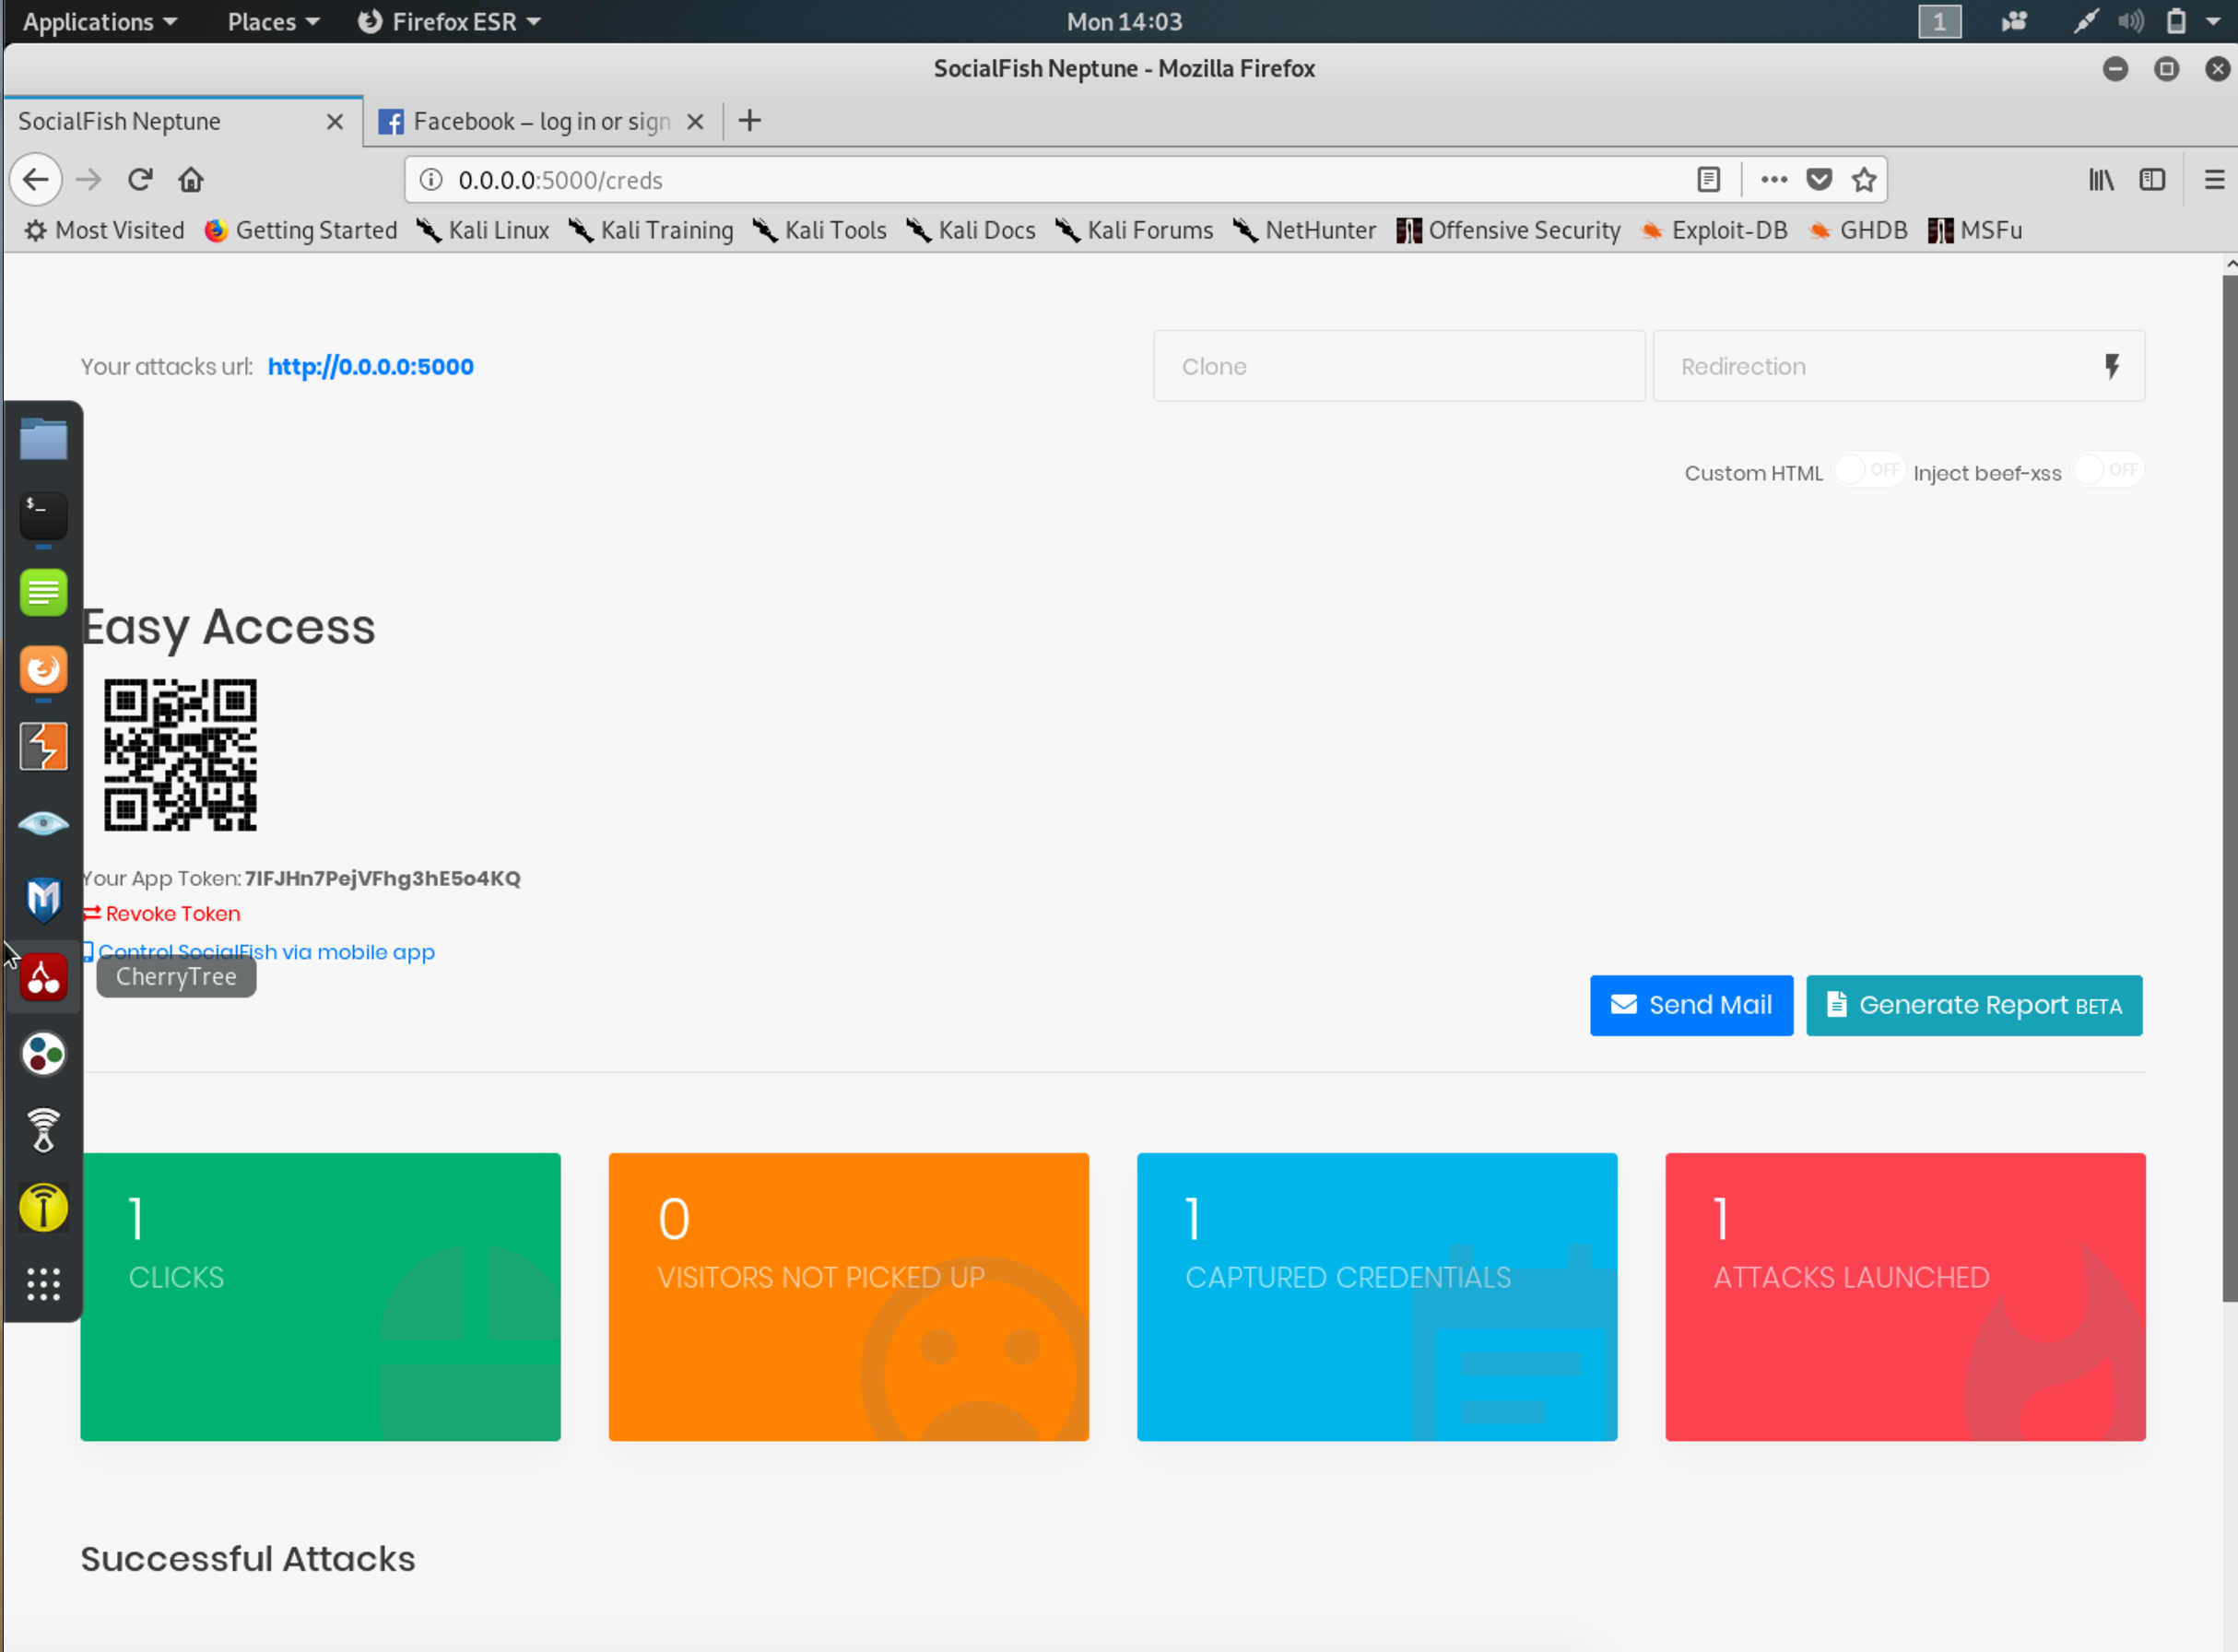 Applications Places Firefox ESR Mon 14:03 1
SocialFish Neptune - Mozilla Firefox
SocialFish Neptune Facebook – log in or sign
0.0.0.0:5000/creds
Most Visited Getting Started Kali Linux Kali Training Kali Tools Kali Docs Kali Forums NetHunter Offensive Security Exploit-DB GHDB MSFu
Your attacks url: http://0.0.0.0:5000 Clone Redirection
Custom HTML OFF Inject beef-xss OFF
$_
Easy Access
Your App Token: 7IFJHn7PejVFhg3hE5o4KQ
Revoke Token
Control SocialFish via mobile app
CherryTree
Send Mail Generate Report BETA
1 0 1 1
CLICKS VISITORS NOT PICKED UP CAPTURED CREDENTIALS ATTACKS LAUNCHED
Successful Attacks